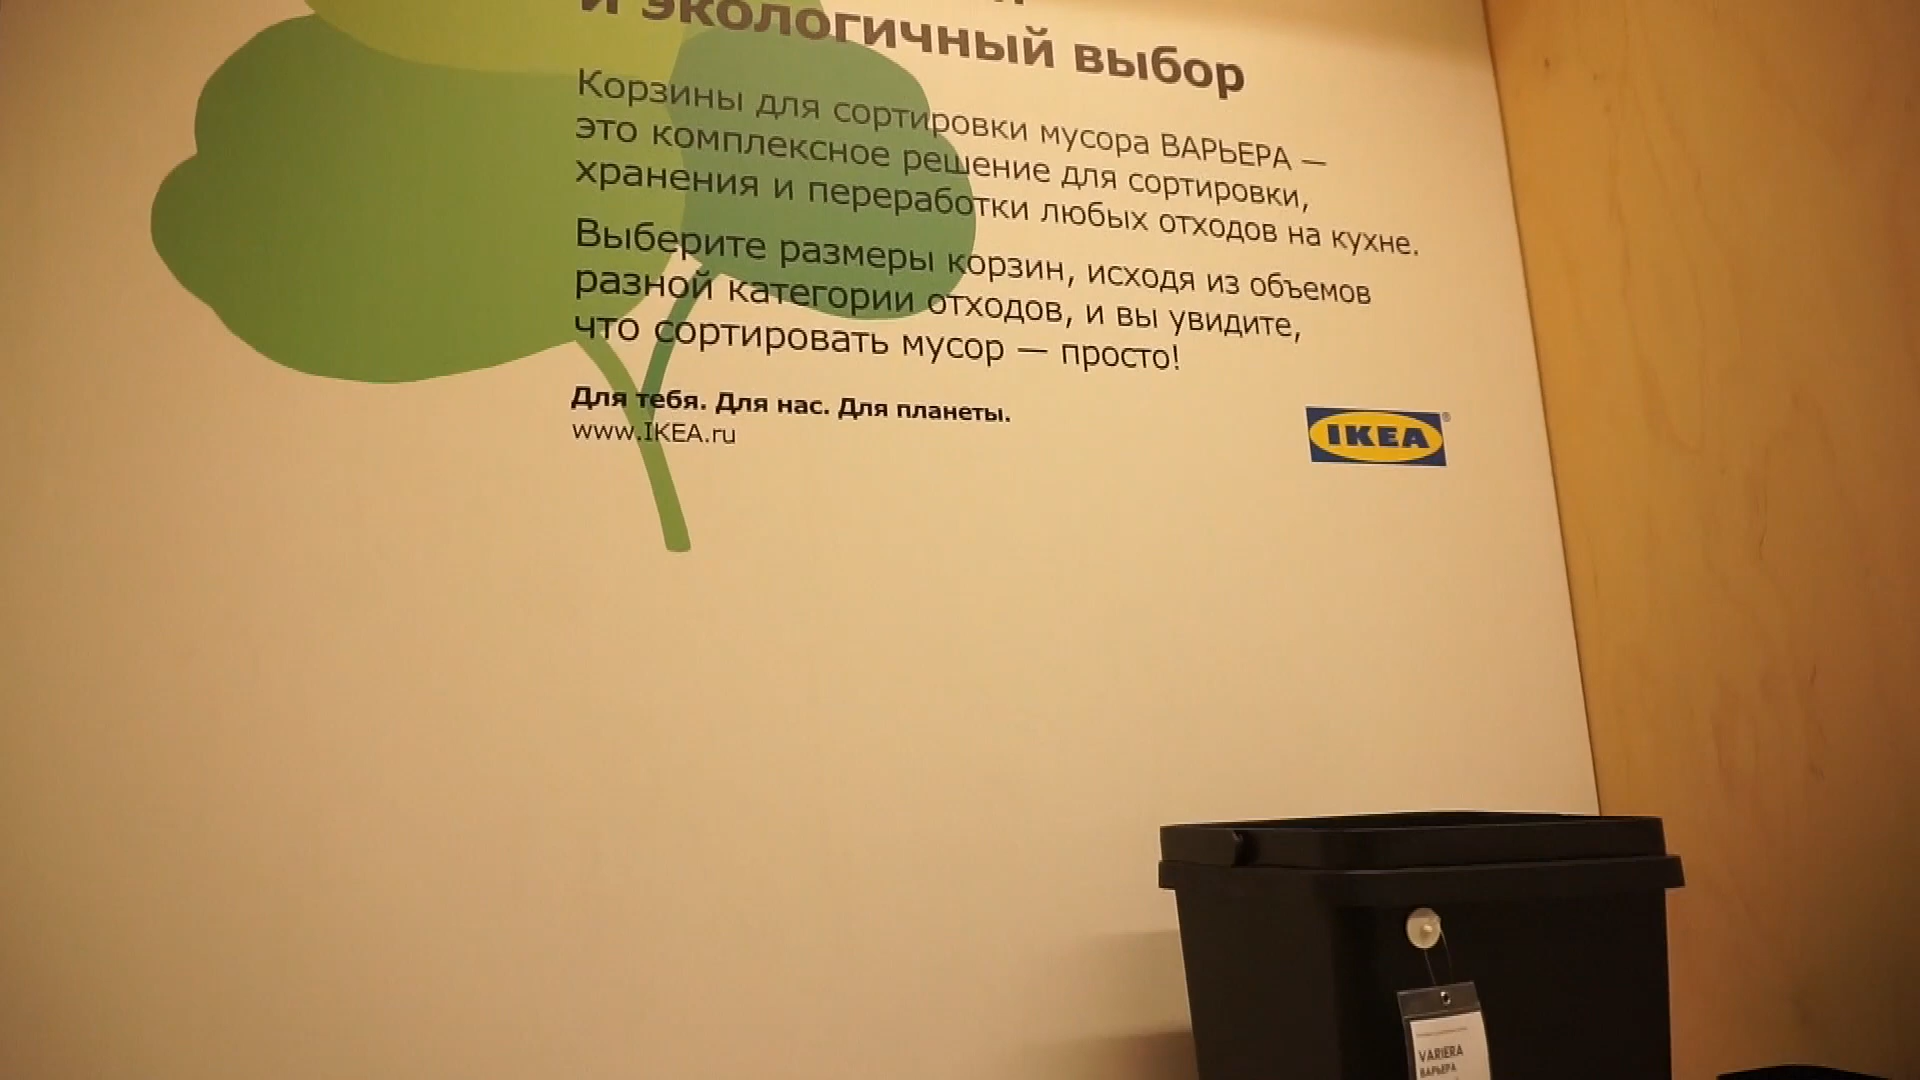 и экологичный выбор
Корзины для сортировки мусора ВАРЬЕРА —
это комплексное решение для сортировки,
хранения и переработки любых отходов на кухне.
Выберите размеры корзин, исходя из объемов
разной категории отходов, и вы увидите,
что сортировать мусор — просто!
Для тебя. Для нас. Для планеты.
www.IKEA.ru
IKEA®
VARIERA
ВАРЬЕРА